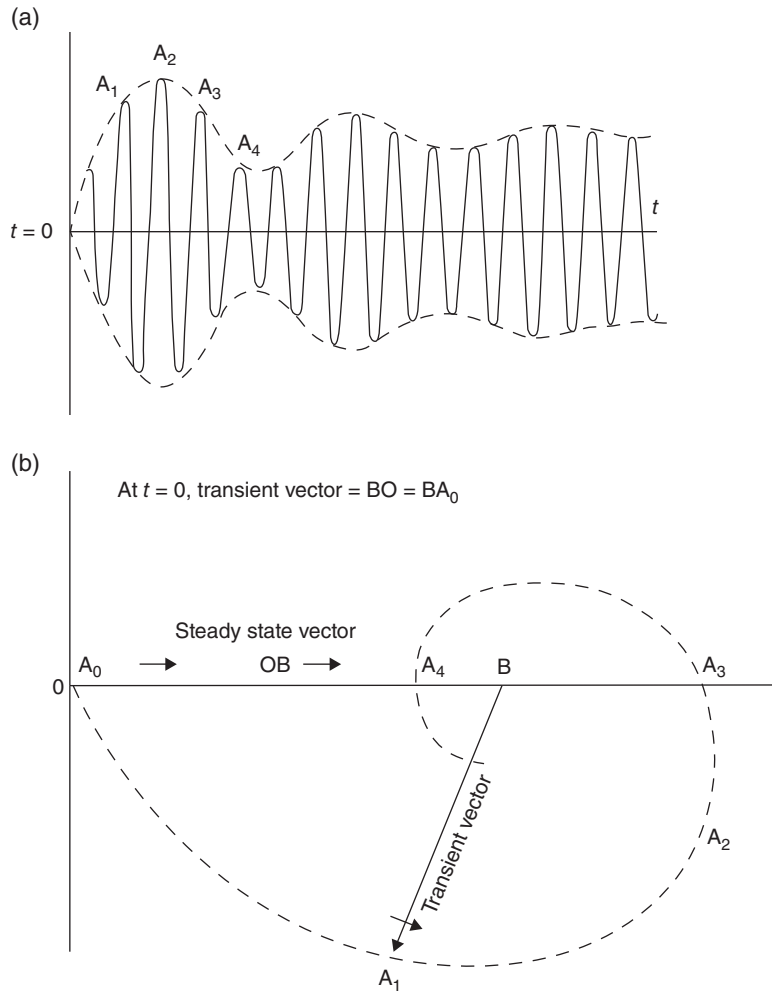 (a)
A₂
A₁
A₃
A₄
t
t = 0
(b)
At t = 0, transient vector = BO = BA₀
Steady state vector
A₀
OB
A₄
B
A₃
0
Transient vector
A₂
A₁